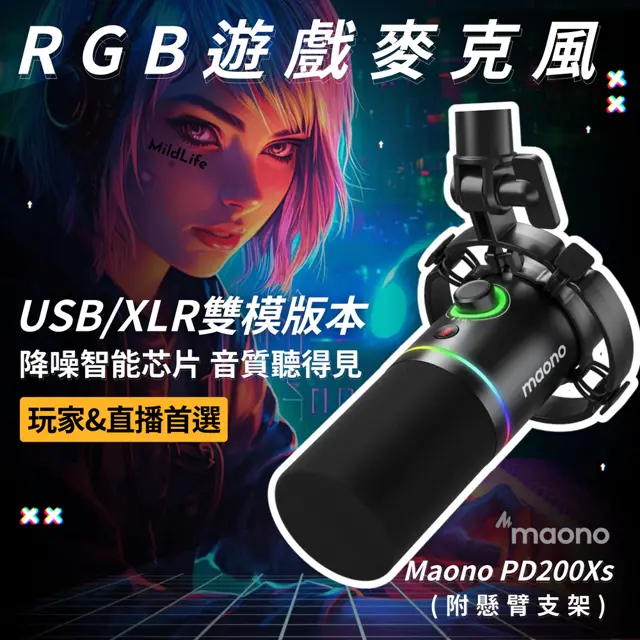 RGB遊戲麥克風
MildLife
USB/XLR雙模版本
降噪智能芯片 音質聽得見
玩家&直播首選
maono
maono
Maono PD200Xs
(附懸臂支架)